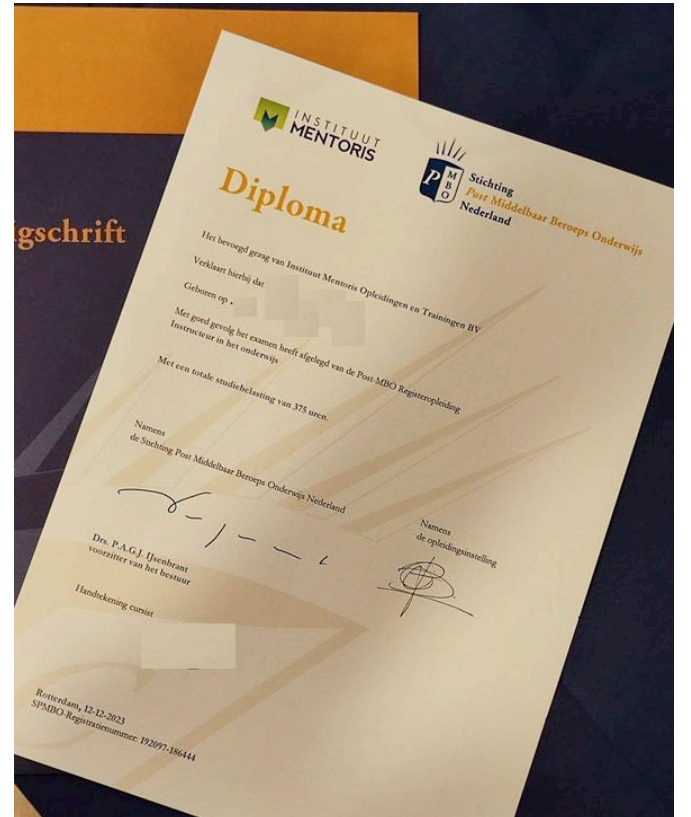 INSTITUUT
MENTORIS
P
M
B
O
Stichting
Post Middelbaar Beroeps Onderwijs
Nederland
igschrift
Diploma
Het bevoegd gezag van Instituut Mentoris Opleidingen en Trainingen BV
Verklaart hierbij dat
Geboren op
Met goed gevolg het examen heeft afgelegd van de Post-MBO Registeropleiding
Instructeur in het onderwijs
Met een totale studiebelasting van 375 uren.
Namens
de Stichting Post Middelbaar Beroeps Onderwijs Nederland
Namens
de opleidingsinstelling
Drs. P.A.G.J. IJsenbrant
voorzitter van het bestuur
Handtekening cursist
Rotterdam, 12-12-2023
SPMBO-Registratienummer: 192097-186444